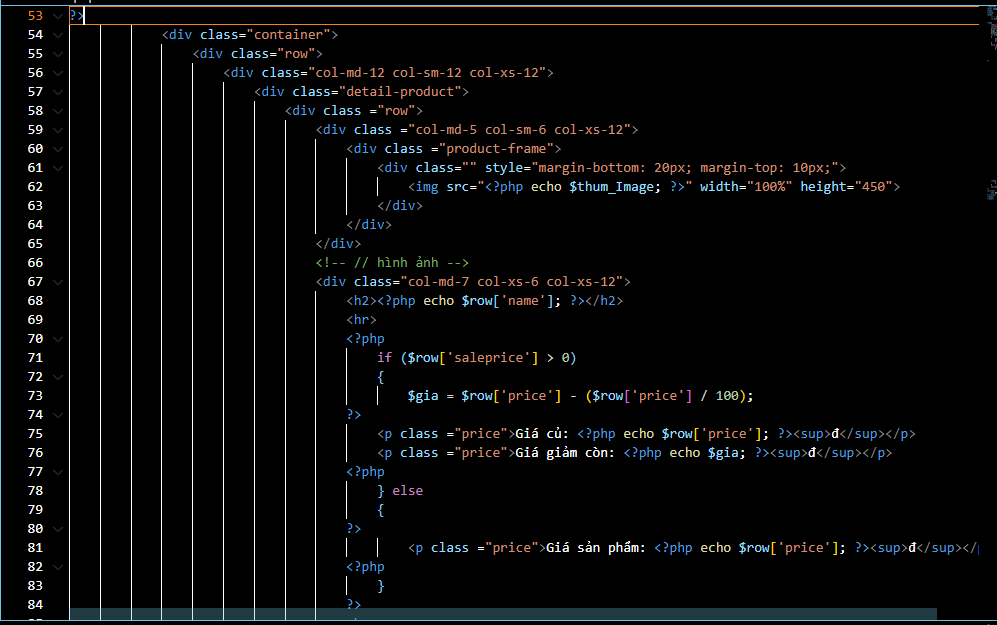 53 ?>
54 <div class="container">
55 <div class="row">
56 <div class="col-md-12 col-sm-12 col-xs-12">
57 <div class="detail-product">
58 <div class ="row">
59 <div class ="col-md-5 col-sm-6 col-xs-12">
60 <div class ="product-frame">
61 <div class="" style="margin-bottom: 20px; margin-top: 10px;">
62 <img src="<?php echo $thum_Image; ?>" width="100%" height="450">
63 </div>
64 </div>
65 </div>
66 <!-- // hình ảnh -->
67 <div class="col-md-7 col-xs-6 col-xs-12">
68 <h2><?php echo $row['name']; ?></h2>
69 <hr>
70 <?php
71 if ($row['saleprice'] > 0)
72 {
73 $gia = $row['price'] - ($row['price'] / 100);
74 ?>
75 <p class ="price">Giá củ: <?php echo $row['price']; ?><sup>đ</sup></p>
76 <p class ="price">Giá giảm còn: <?php echo $gia; ?><sup>đ</sup></p>
77 <?php
78 } else
79 {
80 ?>
81 <p class ="price">Giá sản phẩm: <?php echo $row['price']; ?><sup>đ</sup></
82 <?php
83 }
84 ?>